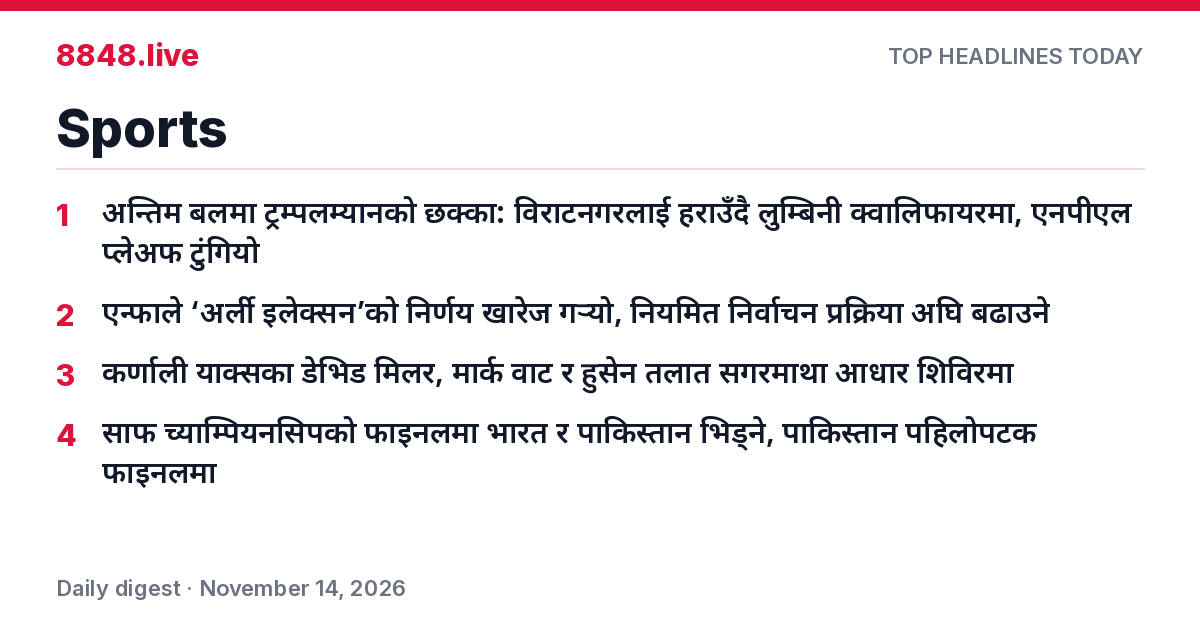 8848.live
TOP HEADLINES TODAY
Sports
1 अन्तिम बलमा ट्रम्पलम्यानको छक्का: विराटनगरलाई हराउँदै लुम्बिनी क्वालिफायरमा, एनपीएल
प्लेअफ टुंगियो
2 एन्फाले ‘अर्ली इलेक्सन’को निर्णय खारेज गर्‍यो, नियमित निर्वाचन प्रक्रिया अघि बढाउने
3 कर्णाली याक्सका डेभिड मिलर, मार्क वाट र हुसेन तलात सगरमाथा आधार शिविरमा
4 साफ च्याम्पियनसिपको फाइनलमा भारत र पाकिस्तान भिड्ने, पाकिस्तान पहिलोपटक
फाइनलमा
Daily digest · November 14, 2026